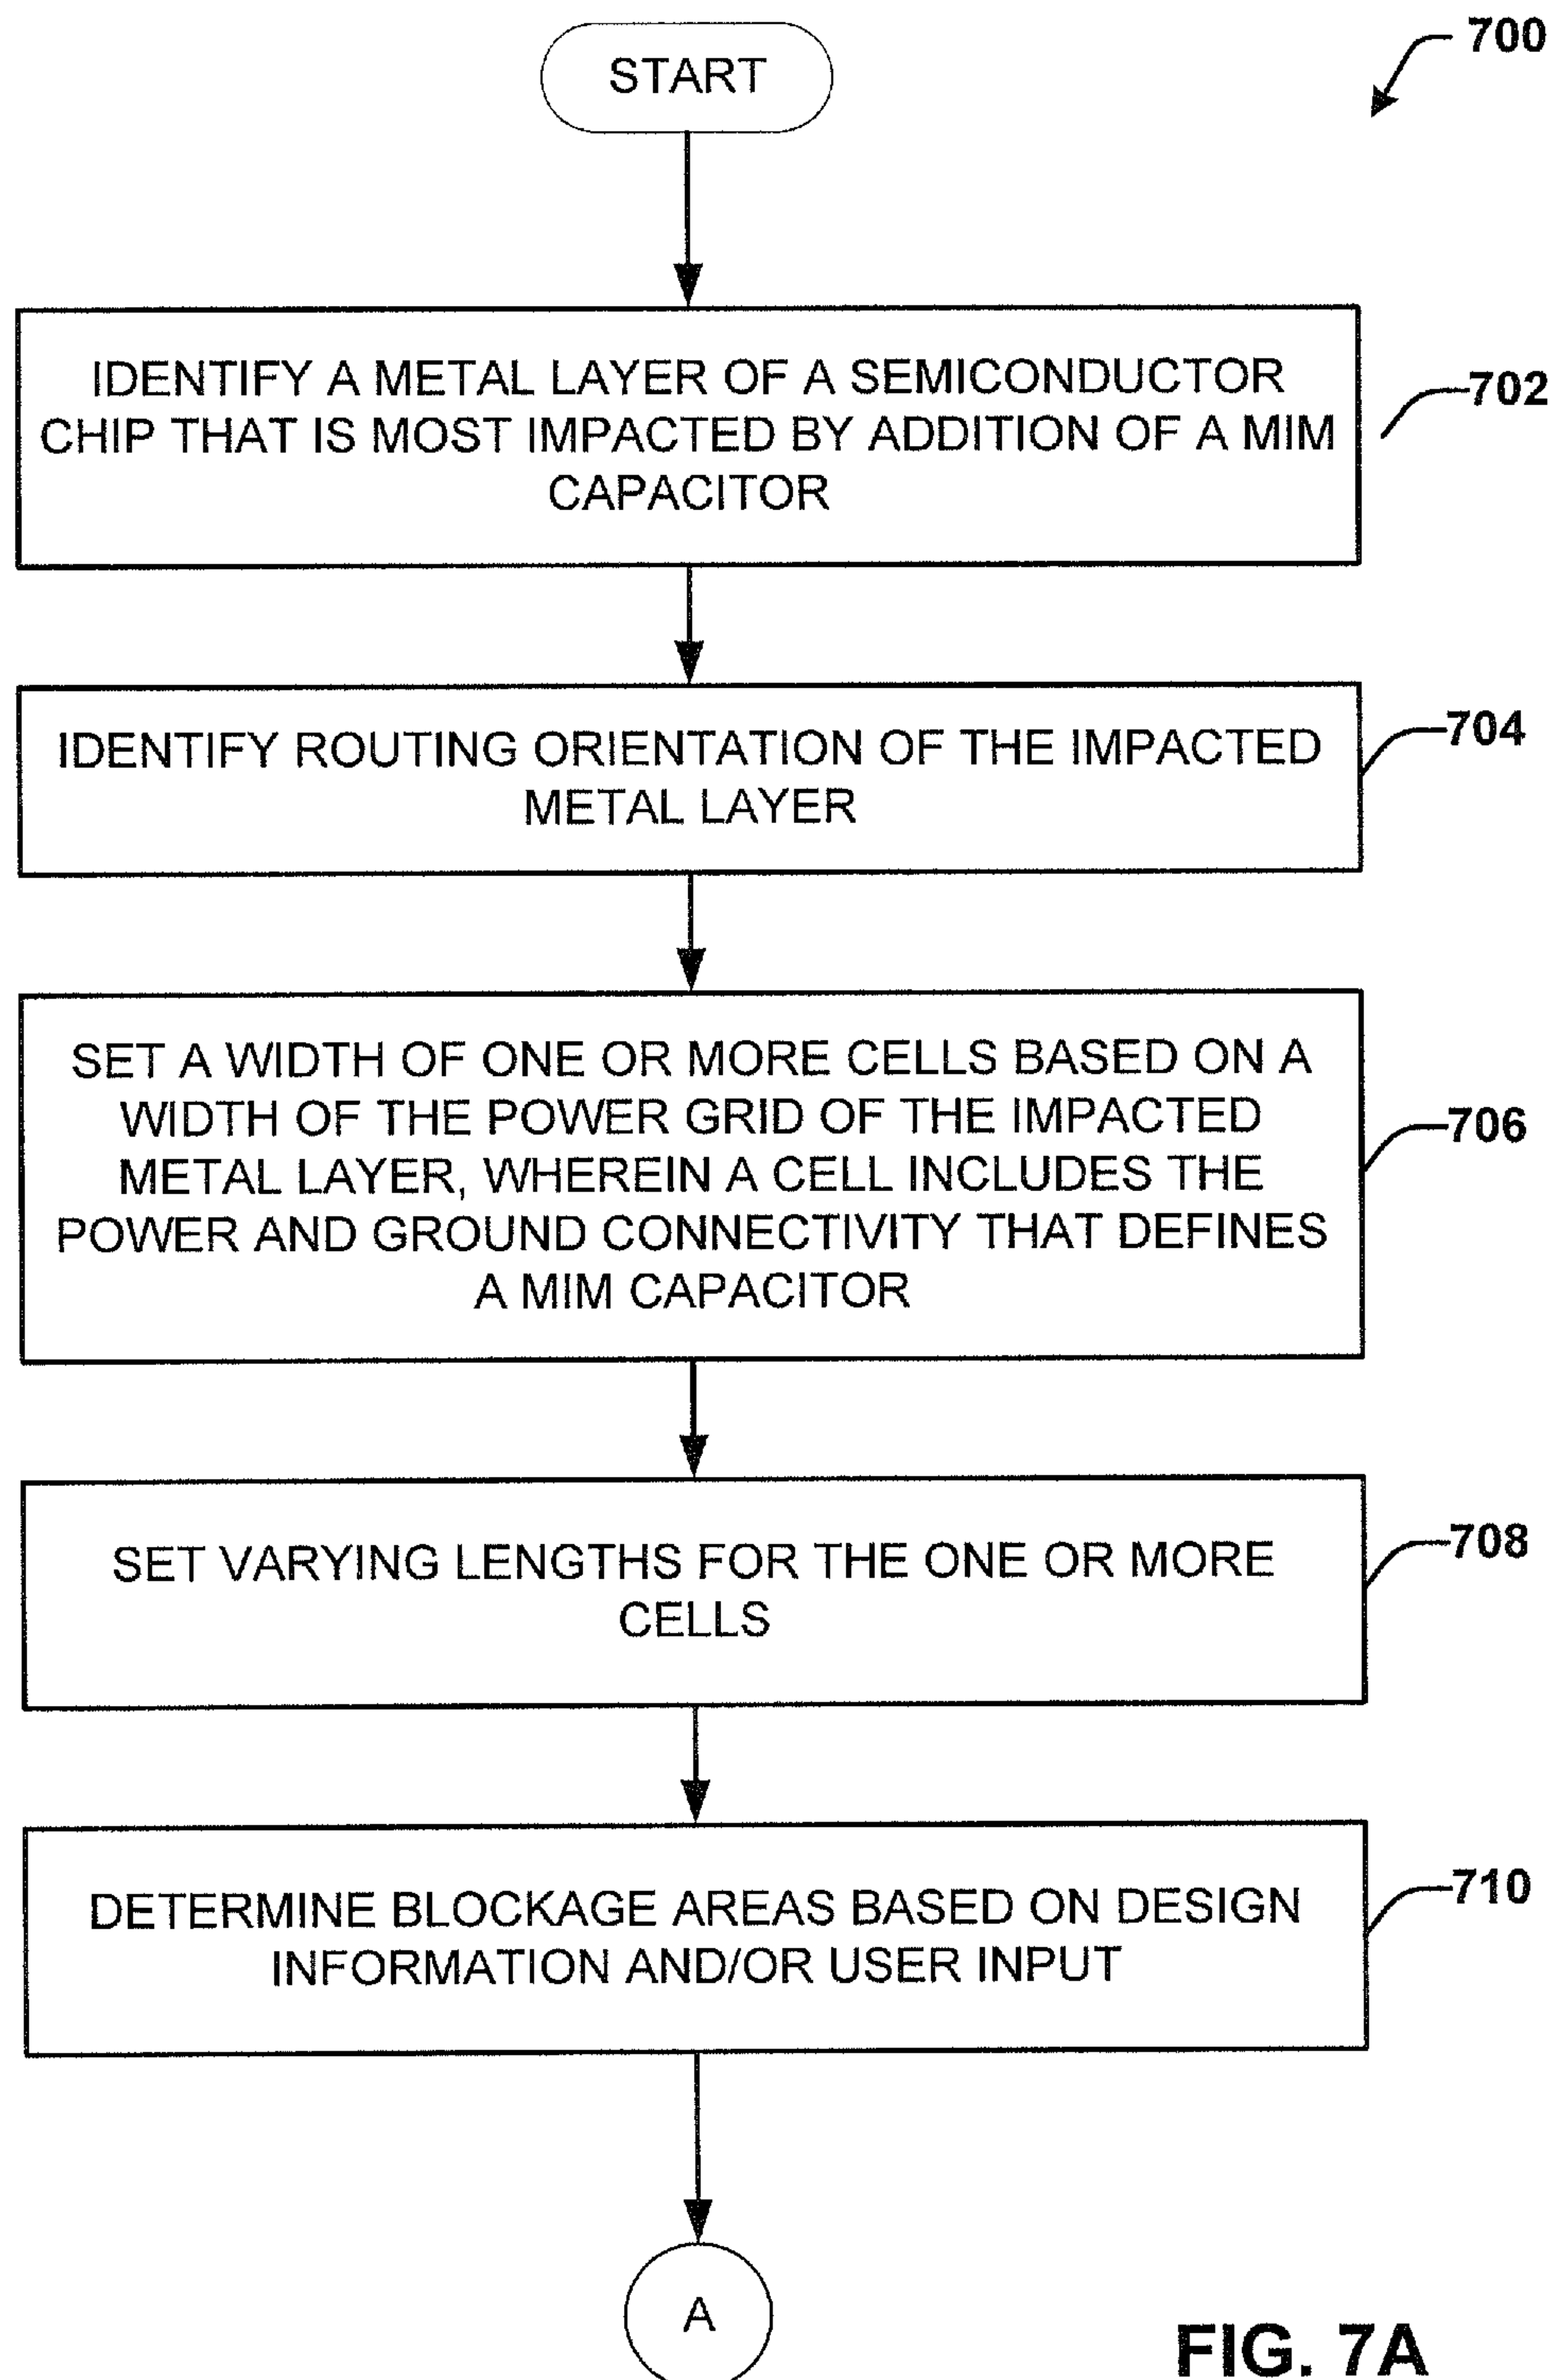 700
START
IDENTIFY A METAL LAYER OF A SEMICONDUCTOR
CHIP THAT IS MOST IMPACTED BY ADDITION OF A MIM
CAPACITOR
702
IDENTIFY ROUTING ORIENTATION OF THE IMPACTED
METAL LAYER
704
SET A WIDTH OF ONE OR MORE CELLS BASED ON A
WIDTH OF THE POWER GRID OF THE IMPACTED
METAL LAYER, WHEREIN A CELL INCLUDES THE
POWER AND GROUND CONNECTIVITY THAT DEFINES
A MIM CAPACITOR
706
SET VARYING LENGTHS FOR THE ONE OR MORE
CELLS
708
DETERMINE BLOCKAGE AREAS BASED ON DESIGN
INFORMATION AND/OR USER INPUT
710
A
FIG. 7A